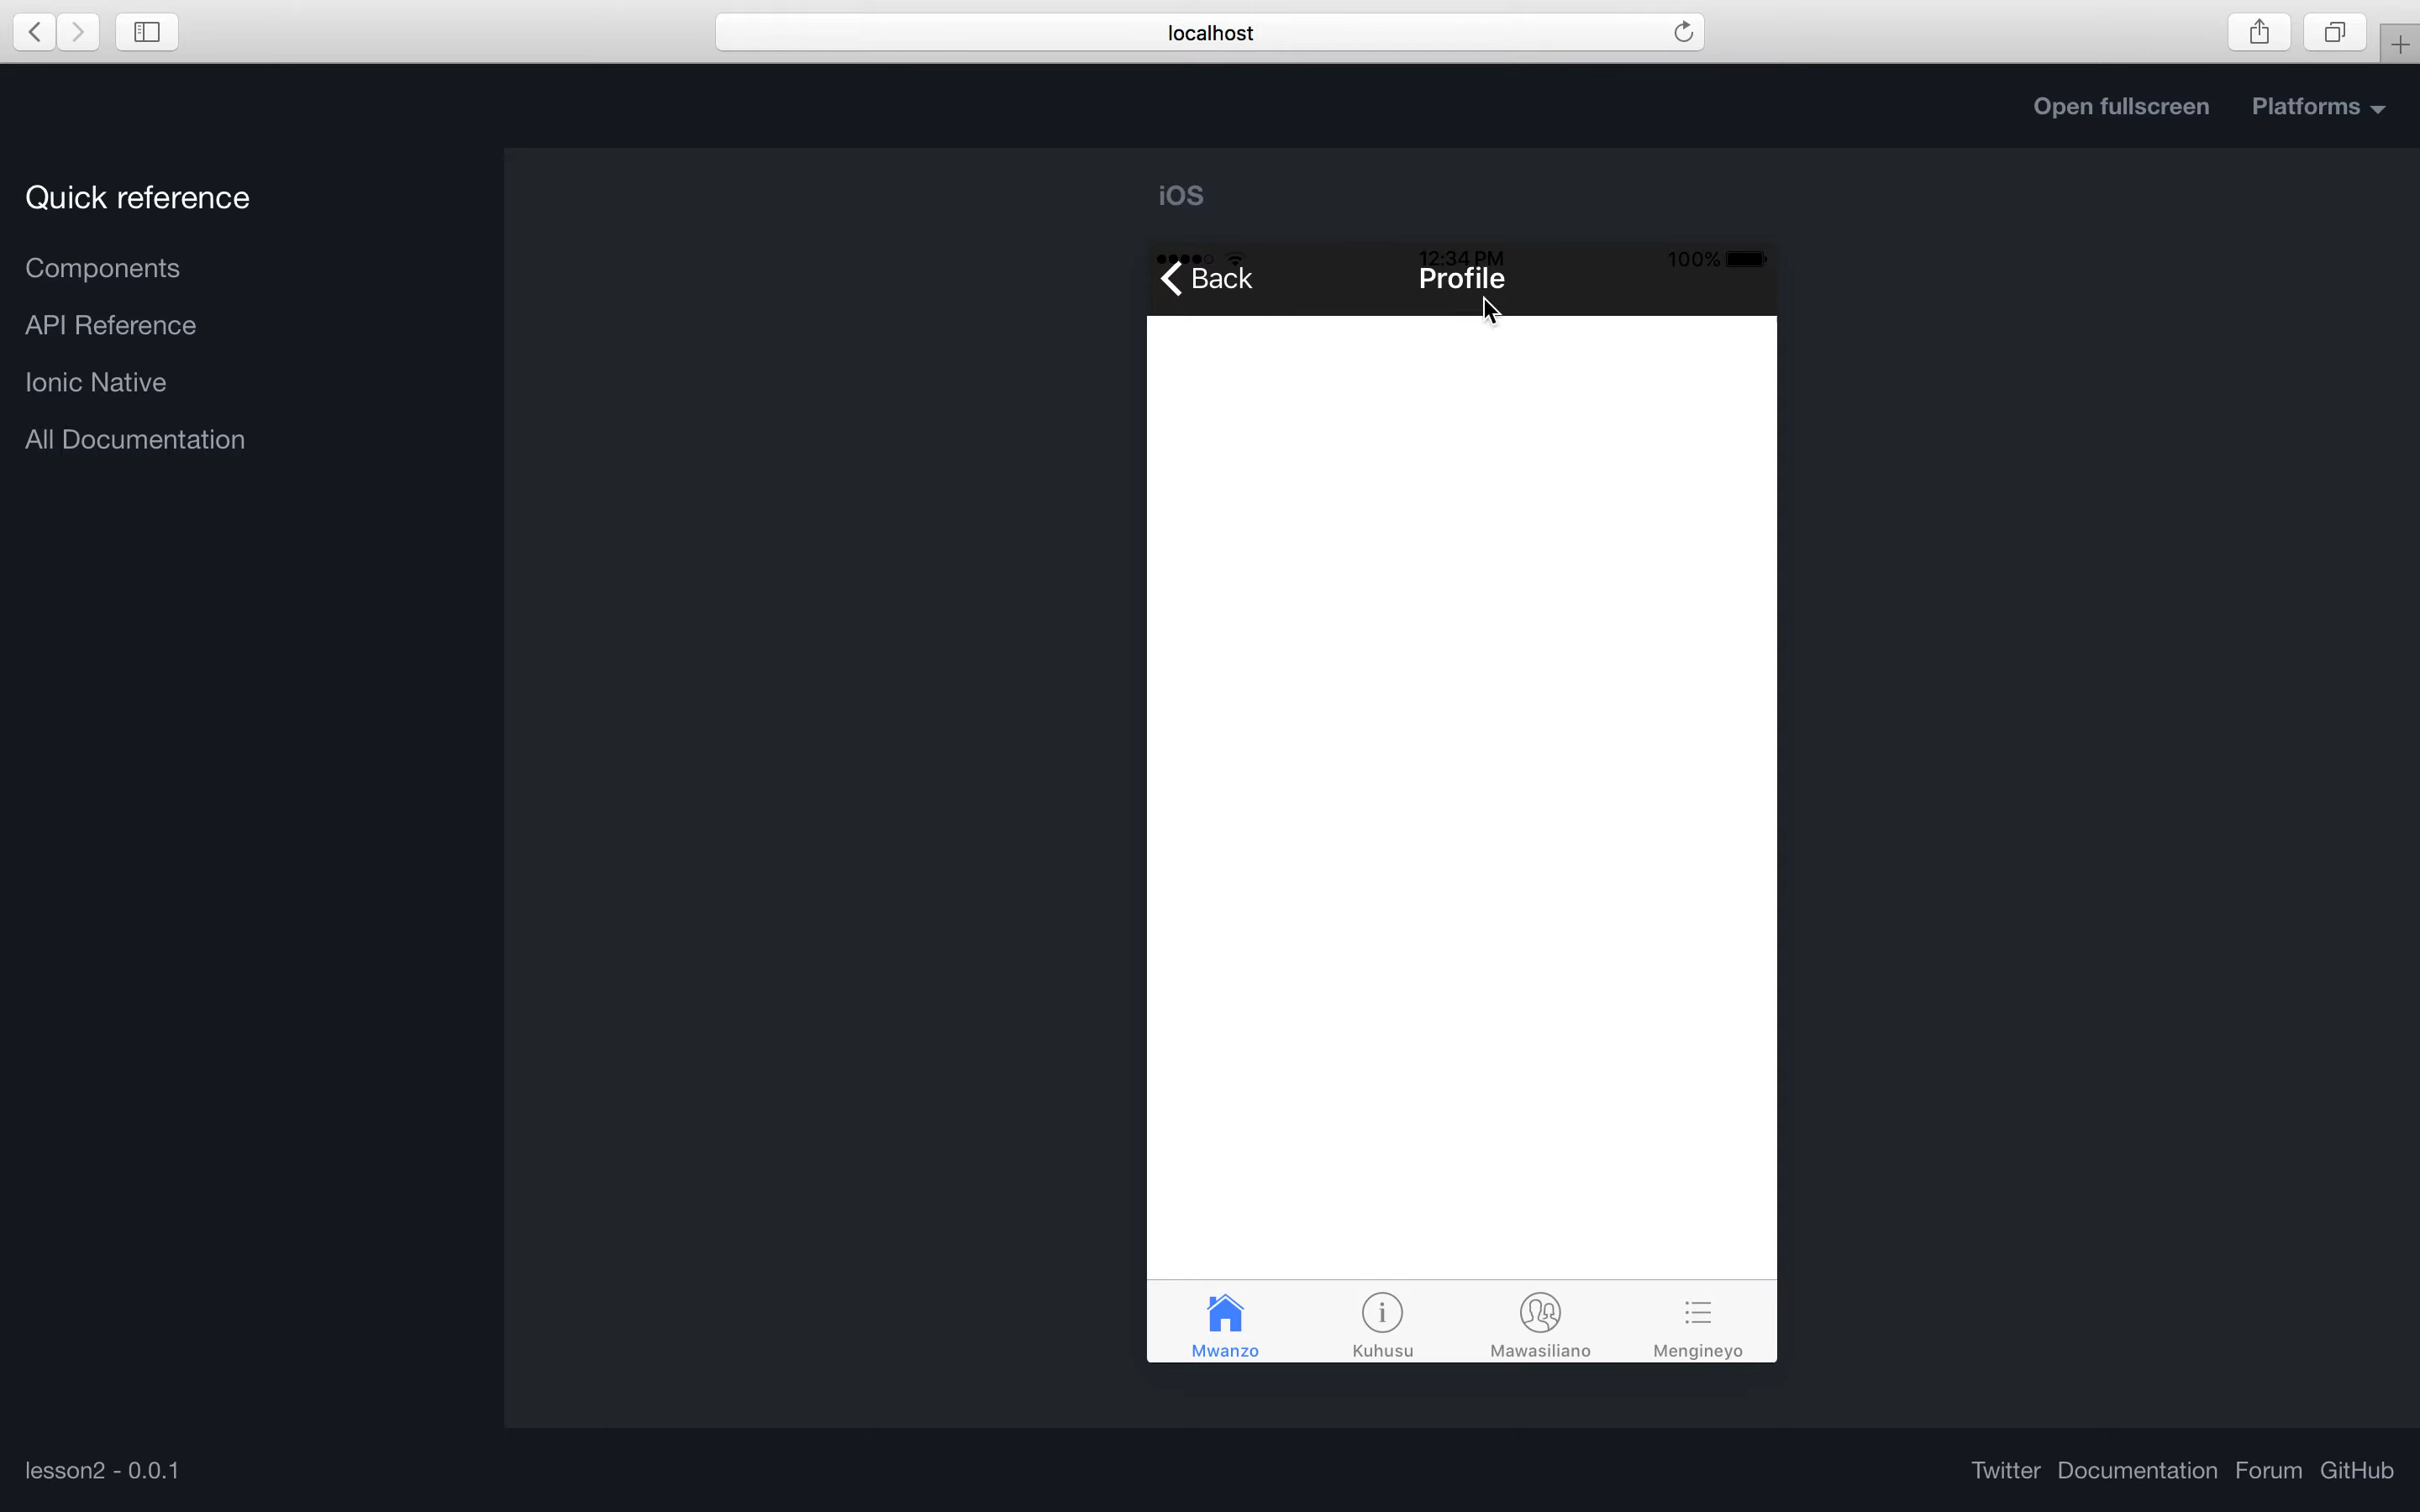 localhost
Open fullscreen Platforms
Quick reference
Components
API Reference
Ionic Native
All Documentation
iOS
12:34 PM 100%
Back Profile
Mwanzo Kuhusu Mawasiliano Mengineyo
lesson2 - 0.0.1
Twitter Documentation Forum GitHub